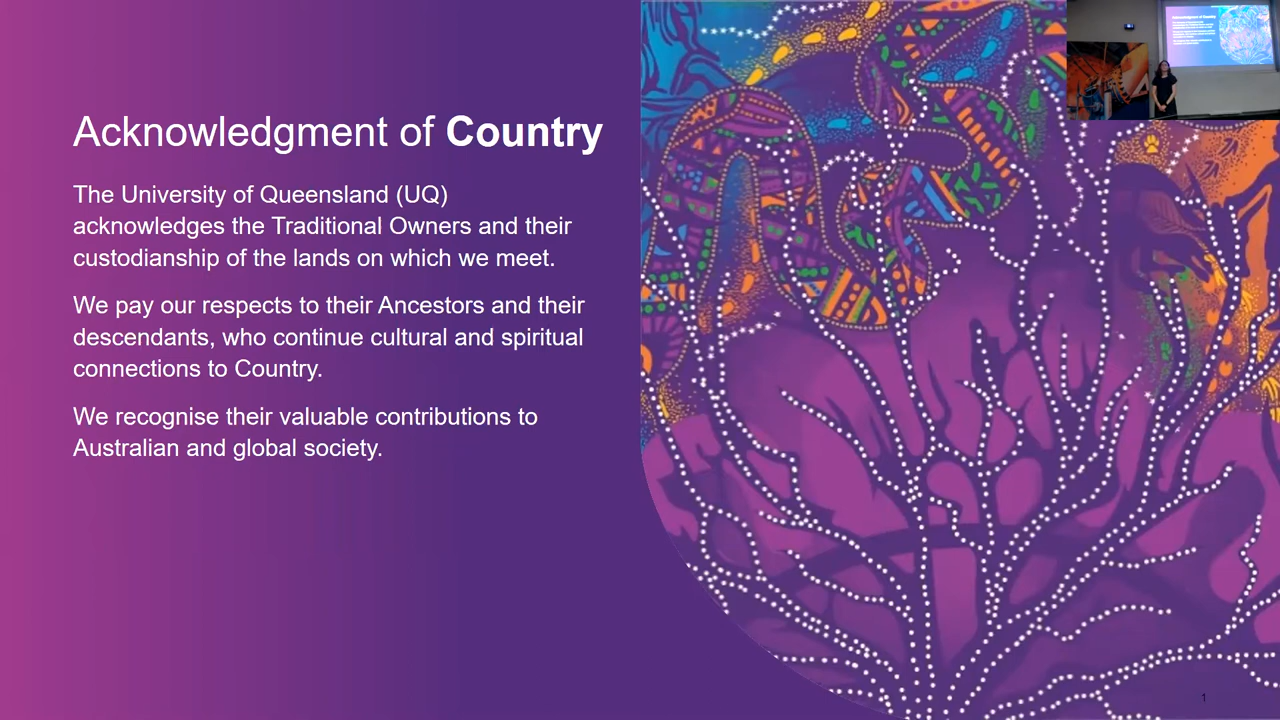 Acknowledgment of Country
The University of Queensland (UQ)
acknowledges the Traditional Owners and their
custodianship of the lands on which we meet.
We pay our respects to their Ancestors and their
descendants, who continue cultural and spiritual
connections to Country.
We recognise their valuable contributions to
Australian and global society.
1